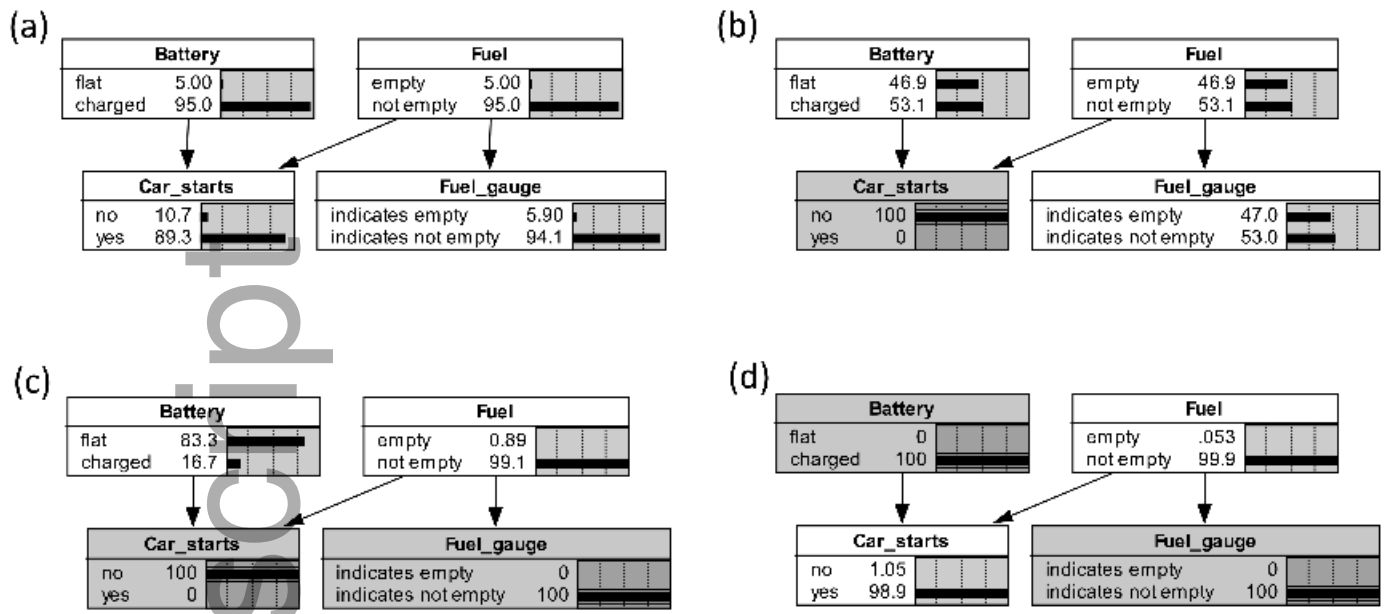 (a)
Battery
flat 5.00
charged 95.0
Fuel
empty 5.00
not empty 95.0
Car_starts
no 10.7
yes 89.3
Fuel_gauge
indicates empty 5.90
indicates not empty 94.1
(b)
Battery
flat 46.9
charged 53.1
Fuel
empty 46.9
not empty 53.1
Car_starts
no 100
yes 0
Fuel_gauge
indicates empty 47.0
indicates not empty 53.0
(c)
Battery
flat 83.3
charged 16.7
Fuel
empty 0.89
not empty 99.1
Car_starts
no 100
yes 0
Fuel_gauge
indicates empty 0
indicates not empty 100
(d)
Battery
flat 0
charged 100
Fuel
empty .053
not empty 99.9
Car_starts
no 1.05
yes 98.9
Fuel_gauge
indicates empty 0
indicates not empty 100
script